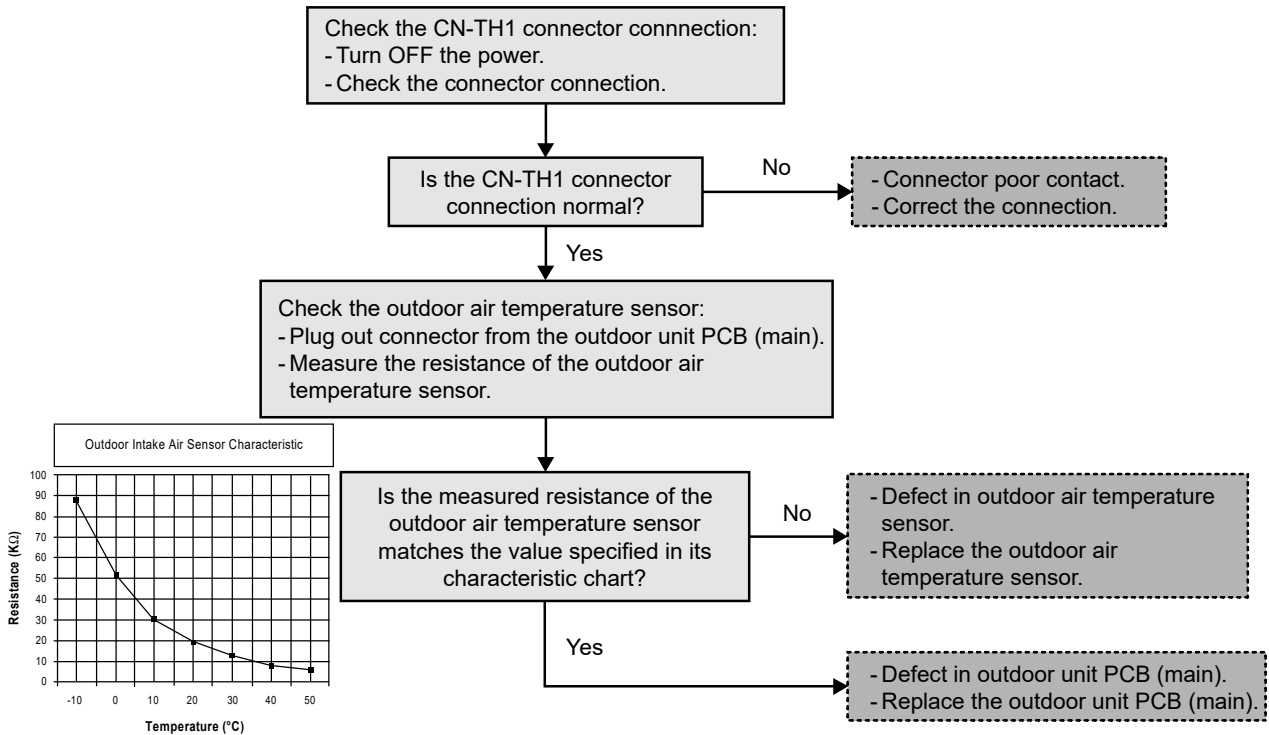 Check the CN-TH1 connector connnection:
- Turn OFF the power.
- Check the connector connection.
Is the CN-TH1 connector
connection normal?
No
- Connector poor contact.
- Correct the connection.
Yes
Check the outdoor air temperature sensor:
- Plug out connector from the outdoor unit PCB (main).
- Measure the resistance of the outdoor air
temperature sensor.
Outdoor Intake Air Sensor Characteristic
Resistance (KΩ)
100
90
80
70
60
50
40
30
20
10
0
-10 0 10 20 30 40 50
Temperature (°C)
Is the measured resistance of the
outdoor air temperature sensor
matches the value specified in its
characteristic chart?
No
- Defect in outdoor air temperature
sensor.
- Replace the outdoor air
temperature sensor.
Yes
- Defect in outdoor unit PCB (main).
- Replace the outdoor unit PCB (main).